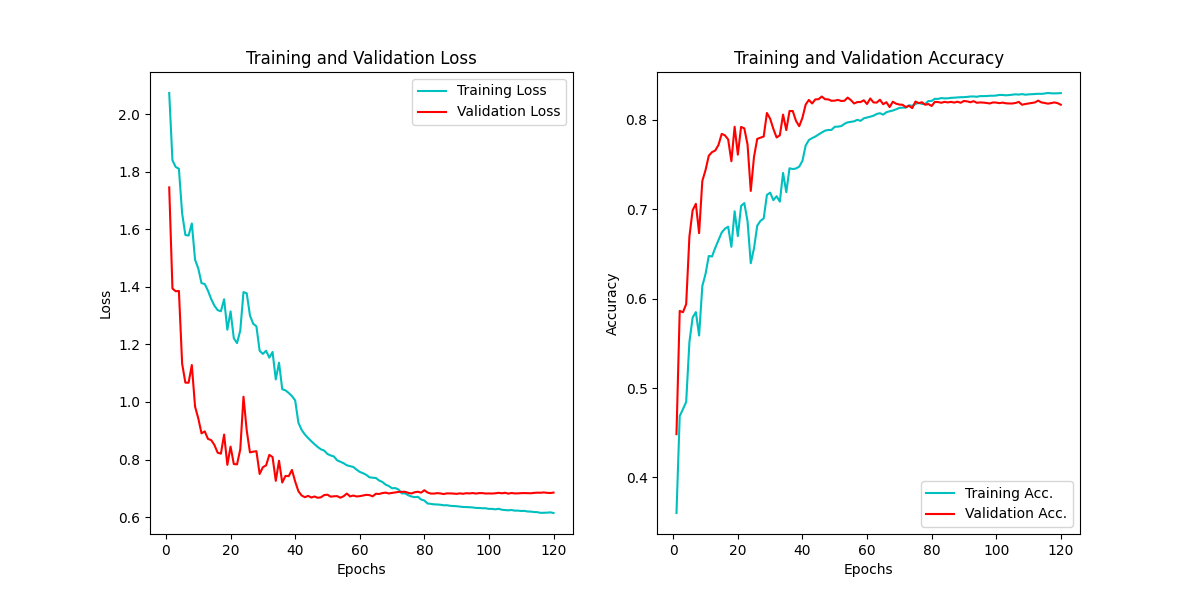 Training and Validation Loss
Training Loss
Validation Loss
2.0
1.8
1.6
1.4
1.2
1.0
0.8
0.6
Loss
0 20 40 60 80 100 120
Epochs
Training and Validation Accuracy
0.8
0.7
0.6
0.5
0.4
Accuracy
Training Acc.
Validation Acc.
0 20 40 60 80 100 120
Epochs